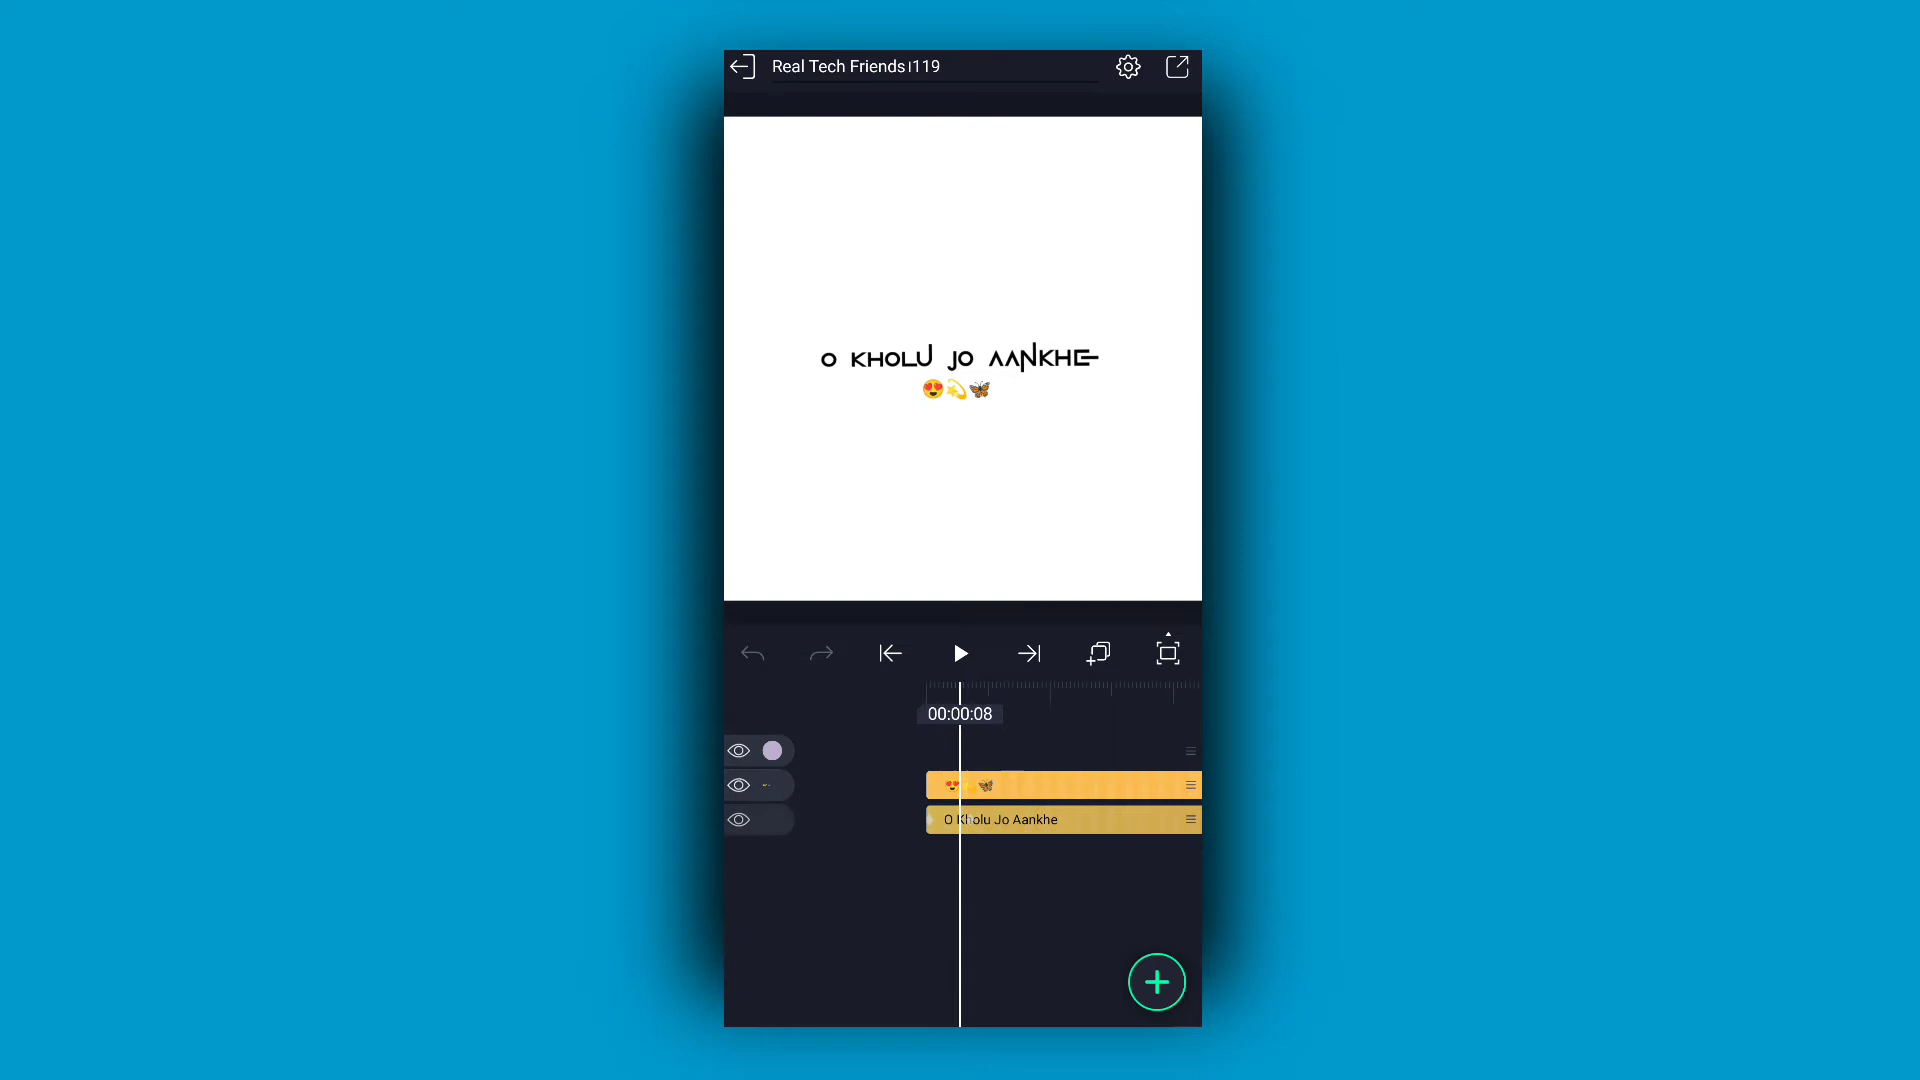 Real Tech Friends I119
O KHOLU JO AANKHE
😍💫🦋
00:00:08
😍💫🦋
O Kholu Jo Aankhe